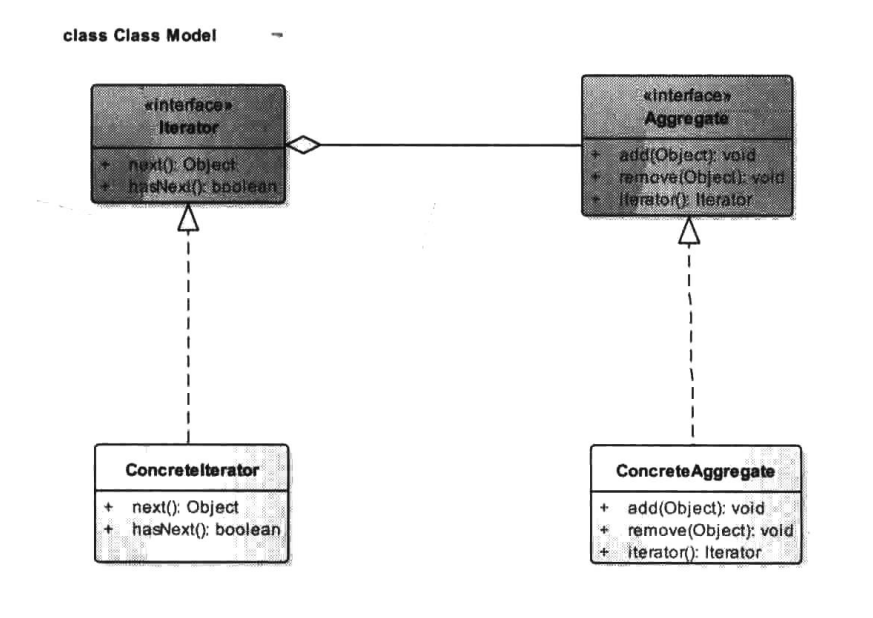 class Class Model
«interface»
Iterator
+ next(): Object
+ hasNext(): boolean
«interface»
Aggregate
+ add(Object): void
+ remove(Object): void
+ iterator(): Iterator
ConcreteIterator
+ next(): Object
+ hasNext(): boolean
ConcreteAggregate
+ add(Object): void
+ remove(Object): void
+ iterator(): Iterator